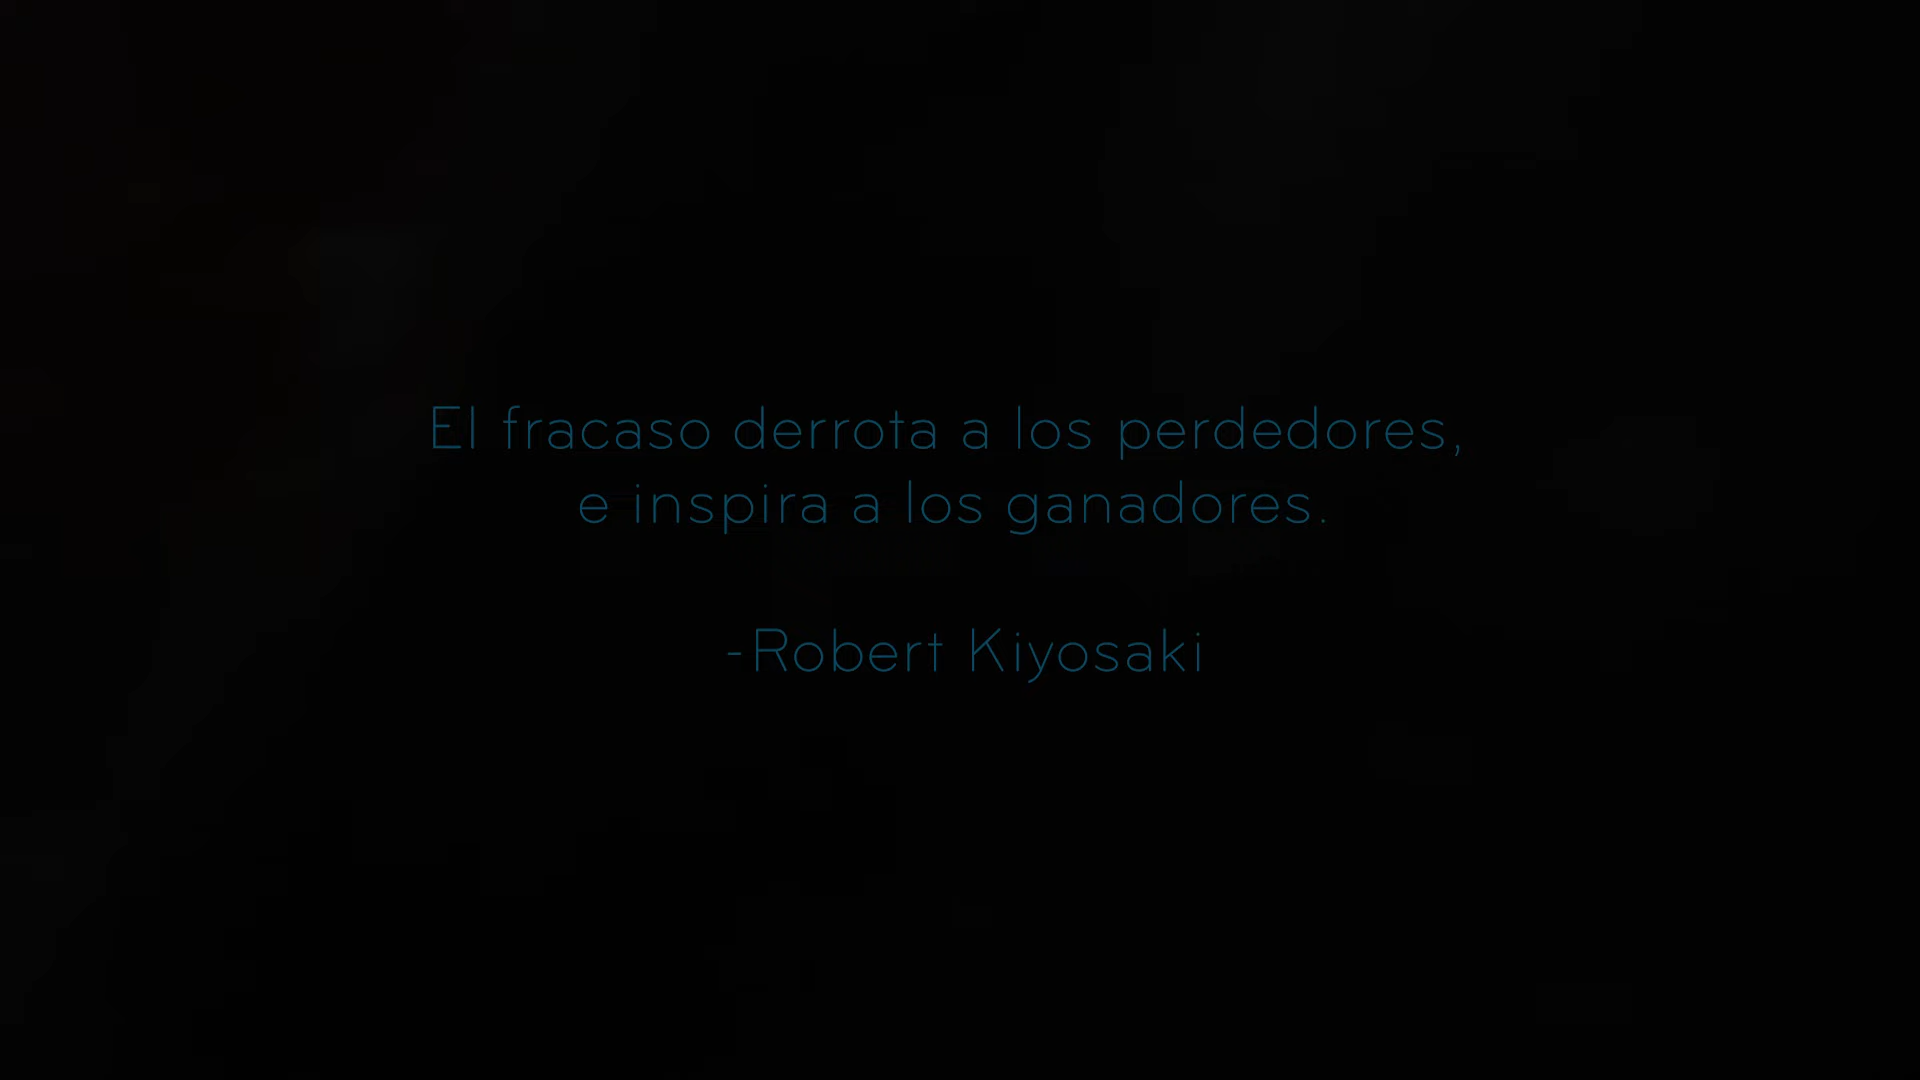 El fracaso derrota a los perdedores,
e inspira a los ganadores.
-Robert Kiyosaki